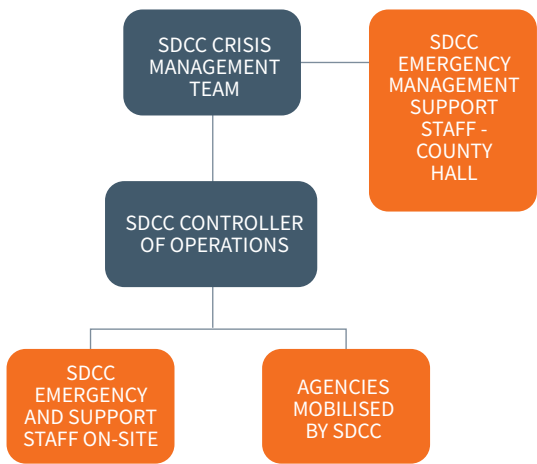 SDCC CRISIS
MANAGEMENT
TEAM
SDCC
EMERGENCY
MANAGEMENT
SUPPORT
STAFF -
COUNTY
HALL
SDCC CONTROLLER
OF OPERATIONS
SDCC
EMERGENCY
AND SUPPORT
STAFF ON-SITE
AGENCIES
MOBILISED
BY SDCC